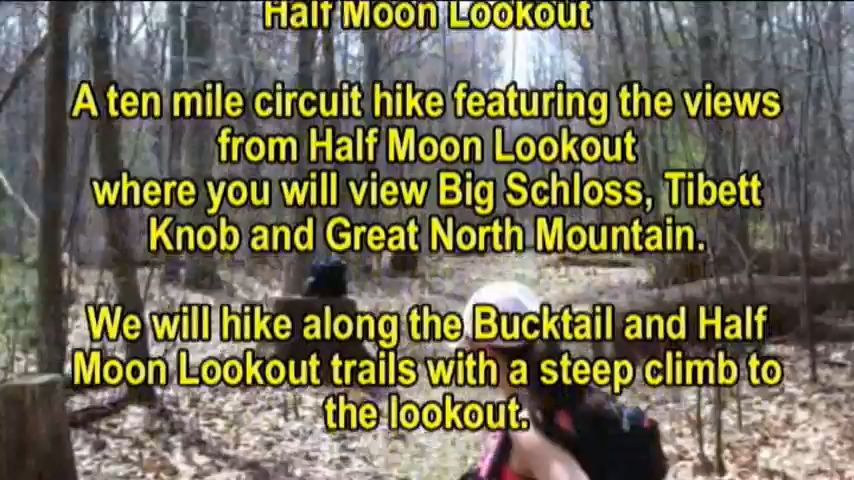 Half Moon Lookout
A ten mile circuit hike featuring the views
from Half Moon Lookout
where you will view Big Schloss, Tibett
Knob and Great North Mountain.
We will hike along the Bucktail and Half
Moon Lookout trails with a steep climb to
the lookout.